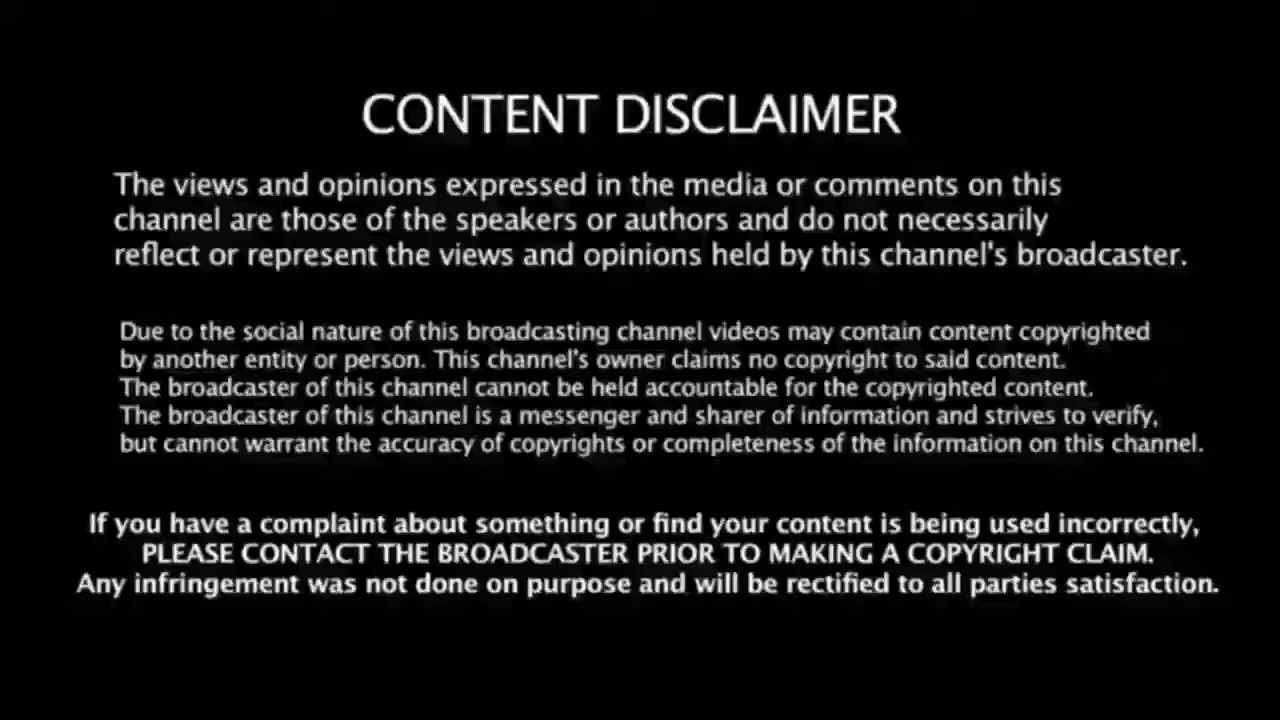 CONTENT DISCLAIMER
The views and opinions expressed in the media or comments on this
channel are those of the speakers or authors and do not necessarily
reflect or represent the views and opinions held by this channel's broadcaster.
Due to the social nature of this broadcasting channel videos may contain content copyrighted
by another entity or person. This channel's owner claims no copyright to said content.
The broadcaster of this channel cannot be held accountable for the copyrighted content.
The broadcaster of this channel is a messenger and sharer of information and strives to verify,
but cannot warrant the accuracy of copyrights or completeness of the information on this channel.
If you have a complaint about something or find your content is being used incorrectly,
PLEASE CONTACT THE BROADCASTER PRIOR TO MAKING A COPYRIGHT CLAIM.
Any infringement was not done on purpose and will be rectified to all parties satisfaction.